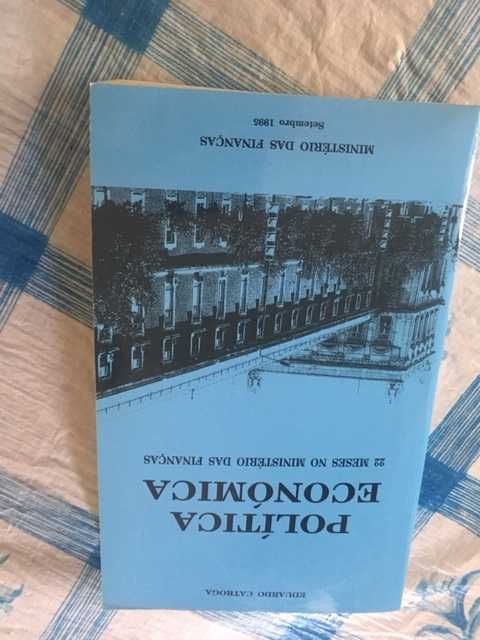 EDUARDO CATROGA
POLÍTICA
ECONÓMICA
22 MESES NO MINISTÉRIO DAS FINANÇAS
MINISTÉRIO DAS FINANÇAS
Setembro 1995